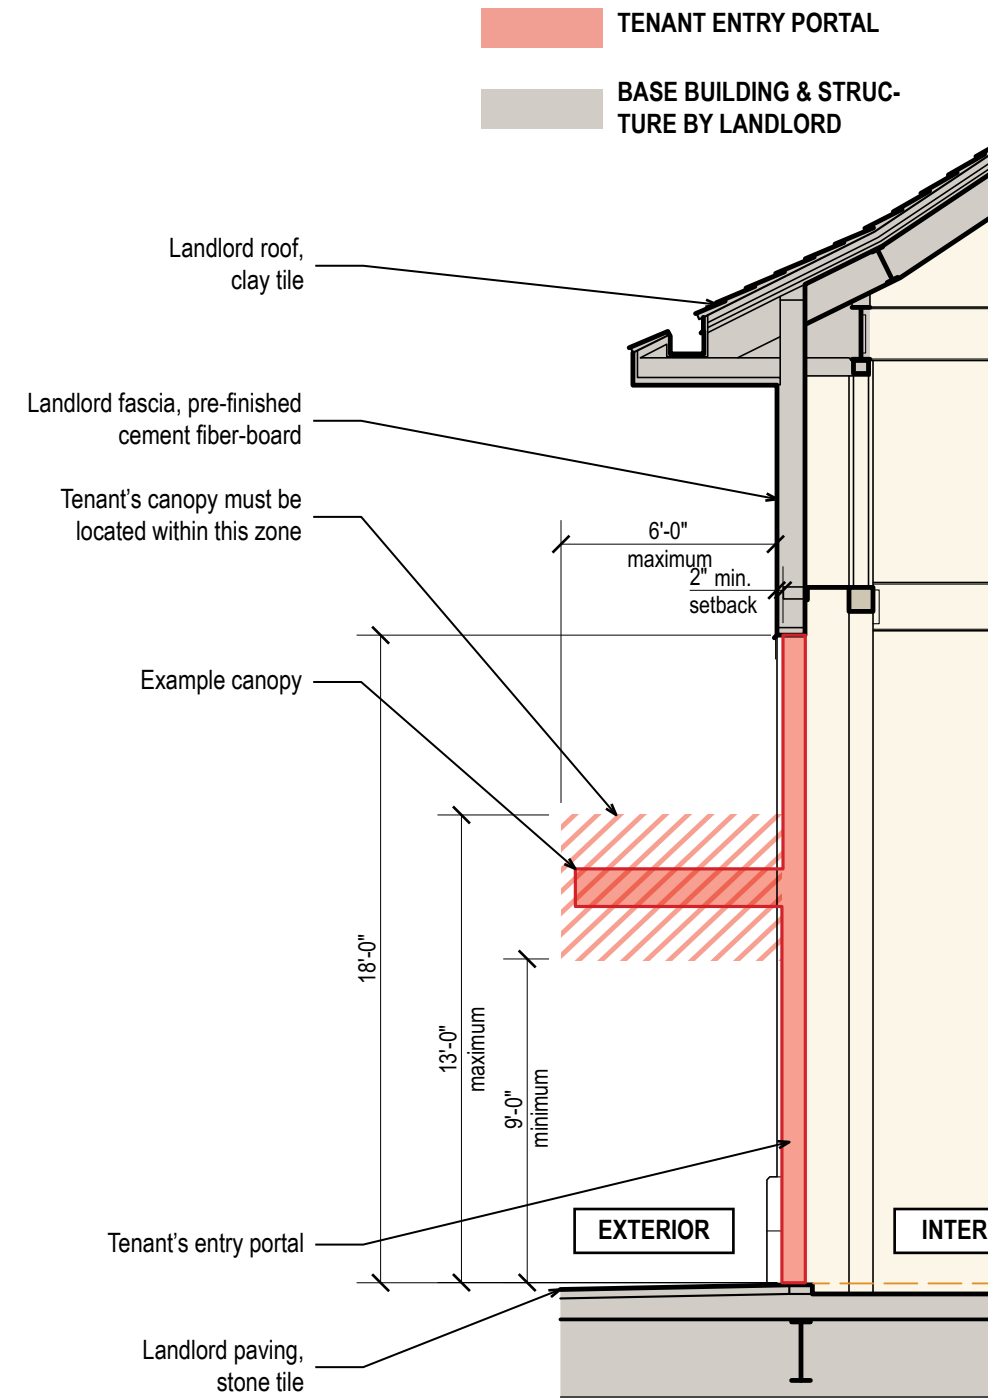 TENANT ENTRY PORTAL
BASE BUILDING & STRUC-
TURE BY LANDLORD
Landlord roof,
clay tile
Landlord fascia, pre-finished
cement fiber-board
Tenant’s canopy must be
located within this zone
6'-0"
maximum
2" min.
setback
Example canopy
18'-0"
13'-0"
maximum
9'-0"
minimum
Tenant’s entry portal
EXTERIOR
INTER
Landlord paving,
stone tile